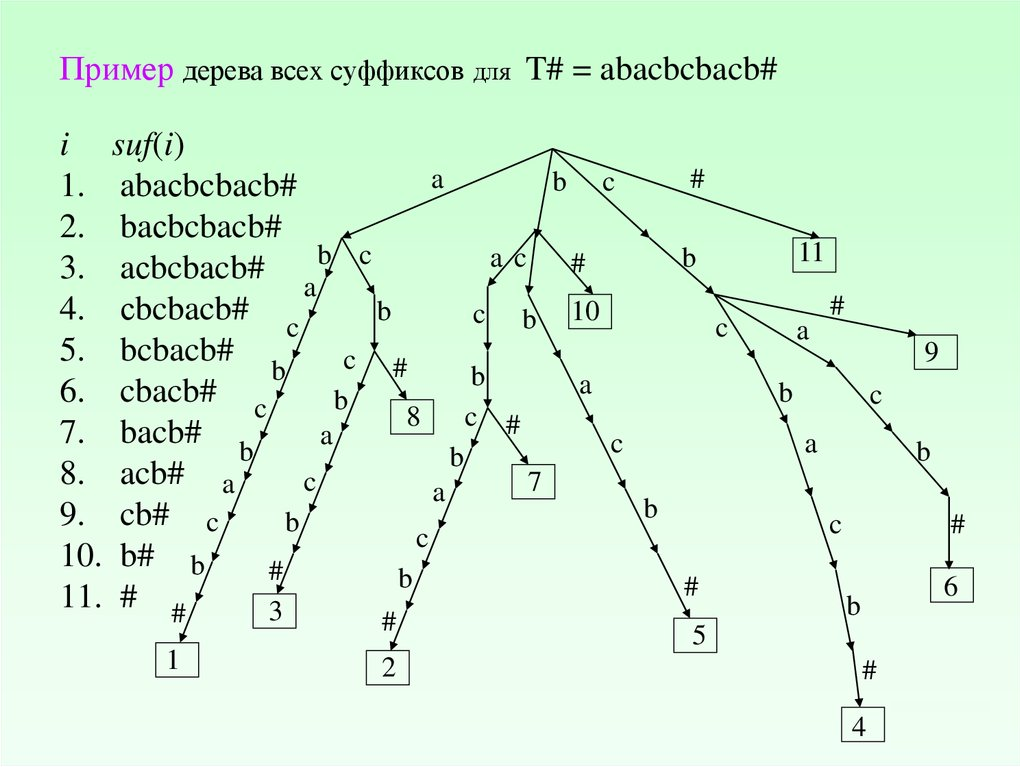 Пример дерева всех суффиксов для T# = abacbcbacb#
i suf(i)
1. abacbcbacb#
2. bacbcbacb#
3. acbcbacb#
4. cbcbacb#
5. bcbacb#
6. cbacb#
7. bacb#
8. acb#
9. cb#
10. b#
11. #
a b c #
b c a c # b 11
a b c b 10 c a #
c c # b a b c 9
b b 8 c # c a b
c a b 7 b c #
b c a # b 6
a b c 5 #
c # b 4
b 3 #
# 2
1